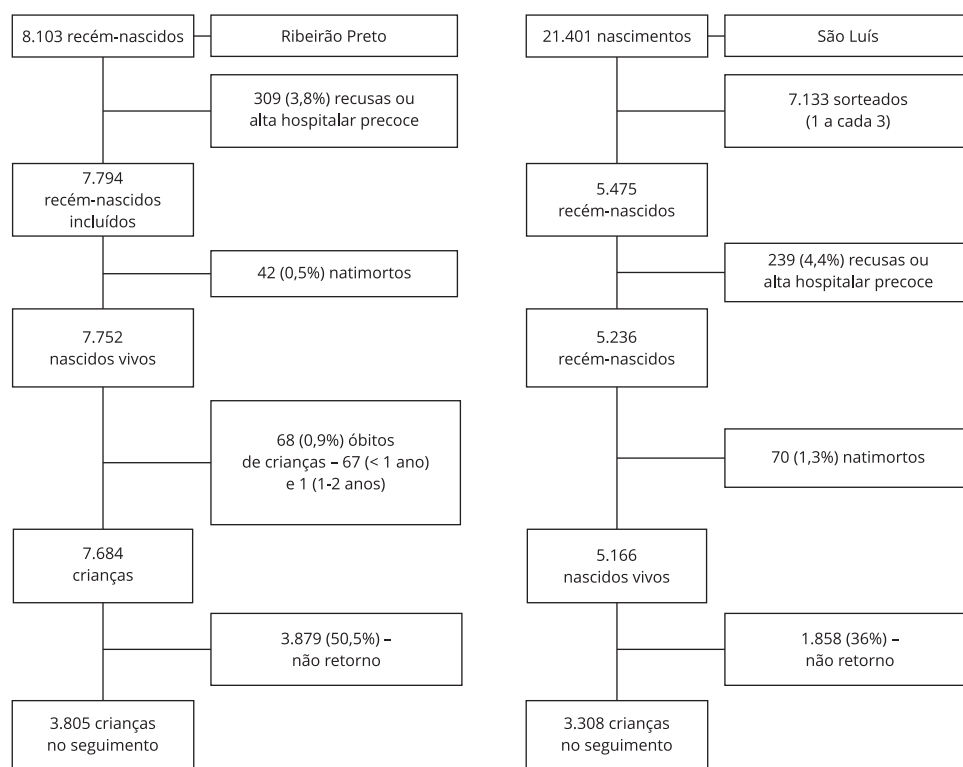 8.103 recém-nascidos
Ribeirão Preto
309 (3,8%) recusas ou
alta hospitalar precoce
7.794
recém-nascidos
incluídos
42 (0,5%) natimortos
7.752
nascidos vivos
68 (0,9%) óbitos
de crianças – 67 (< 1 ano)
e 1 (1-2 anos)
7.684
crianças
3.879 (50,5%) –
não retorno
3.805 crianças
no seguimento
21.401 nascimentos
São Luís
7.133 sorteados
(1 a cada 3)
5.475
recém-nascidos
239 (4,4%) recusas ou
alta hospitalar precoce
5.236
recém-nascidos
70 (1,3%) natimortos
5.166
nascidos vivos
1.858 (36%) –
não retorno
3.308 crianças
no seguimento